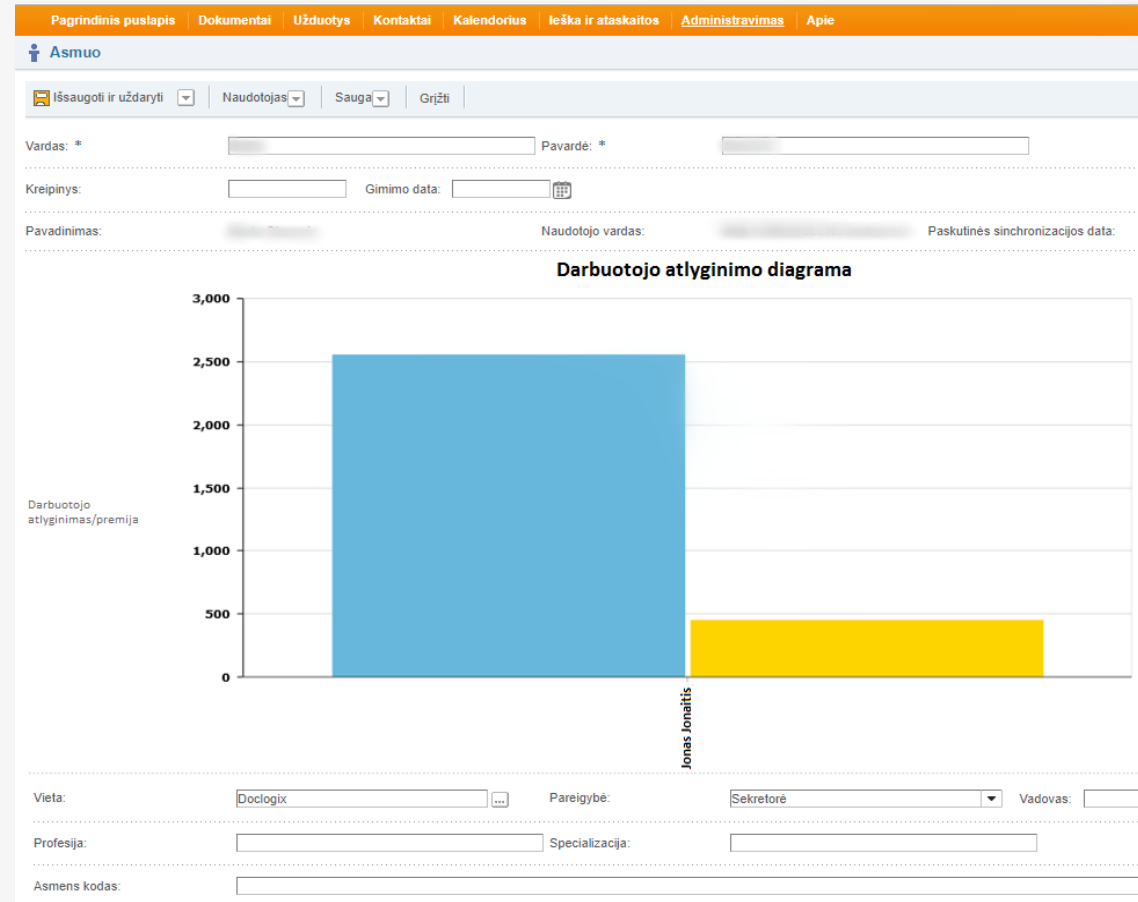 Pagrindinis puslapis Dokumentai Užduotys Kontaktai Kalendorius Ieška ir ataskaitos Administravimas Apie
Asmuo
Išsaugoti ir uždaryti Naudotojas Sauga Grįžti
Vardas: * Pavardė: *
Kreipinys: Gimimo data:
Pavadinimas: Naudotojo vardas: Paskutinės sinchronizacijos data:
Darbuotojo atlyginimo diagrama
3,000
2,500
2,000
1,500
Darbuotojo
atlyginimas/premija
1,000
500
0
Jonas Jonaitis
Vieta: Doclogix ... Pareigybė: Sekretorė Vadovas:
Profesija: Specializacija:
Asmens kodas: